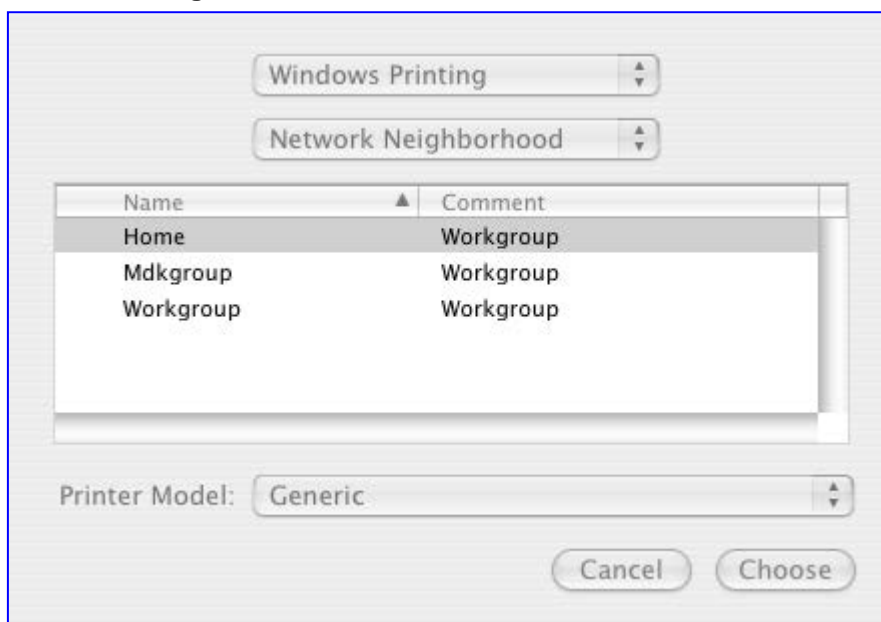 Windows Printing
Network Neighborhood
Name Comment
Home Workgroup
Mdkgroup Workgroup
Workgroup Workgroup
Printer Model: Generic
Cancel Choose